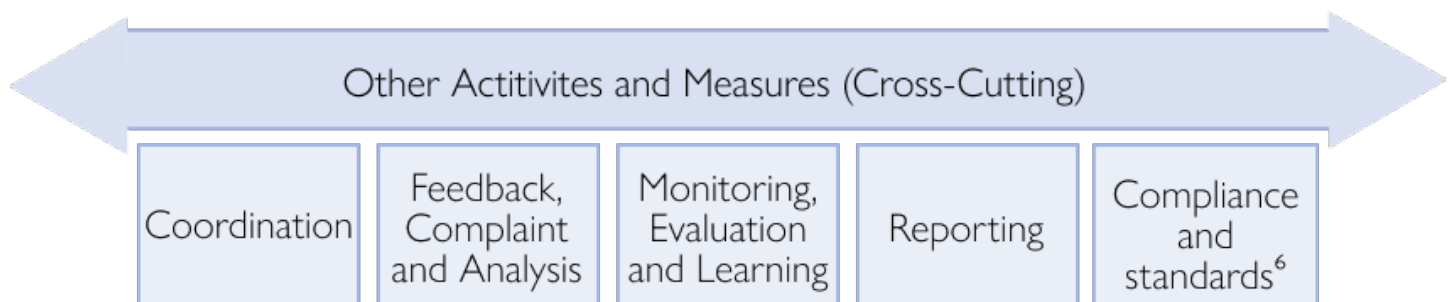 Other Actitivites and Measures (Cross-Cutting)
Coordination
Feedback,
Complaint
and Analysis
Monitoring,
Evaluation
and Learning
Reporting
Compliance
and
standards⁶